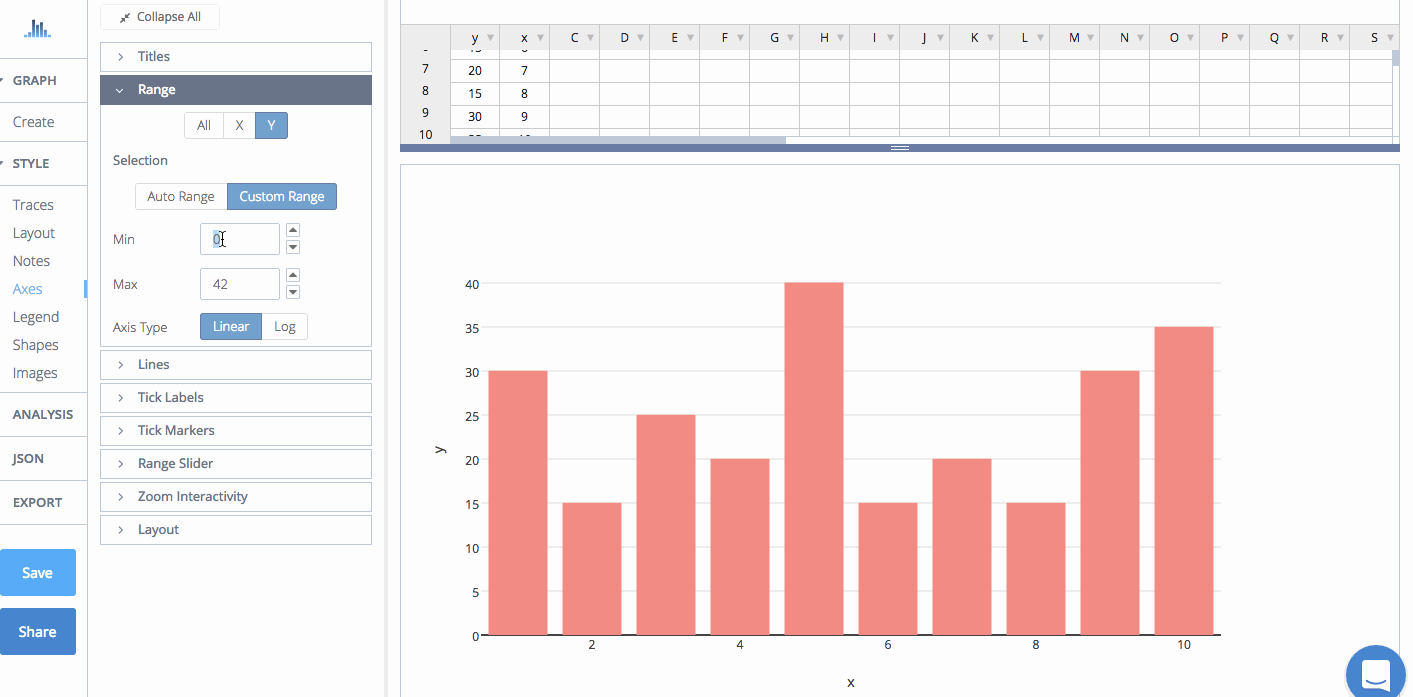 Collapse All
GRAPH
Create
STYLE
Traces
Layout
Notes
Axes
Legend
Shapes
Images
ANALYSIS
JSON
EXPORT
Save
Share
Titles
Range
All X Y
Selection
Auto Range Custom Range
Min 0
Max 42
Axis Type Linear Log
Lines
Tick Labels
Tick Markers
Range Slider
Zoom Interactivity
Layout
y x C D E F G H I J K L M N O P Q R S
7 20 7
8 15 8
9 30 9
10
40
35
30
25
20
15
10
5
0
y
2 4 6 8 10
x